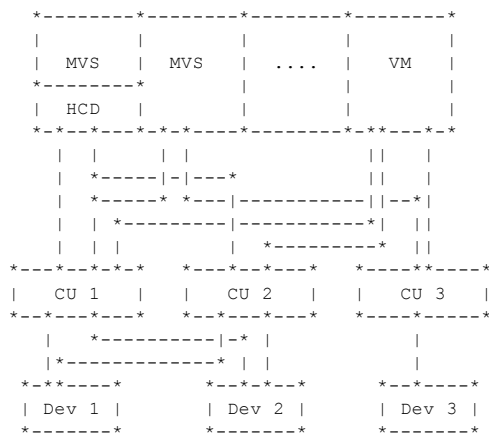 MVS MVS .... VM
HCD
CU 1 CU 2 CU 3
Dev 1 Dev 2 Dev 3